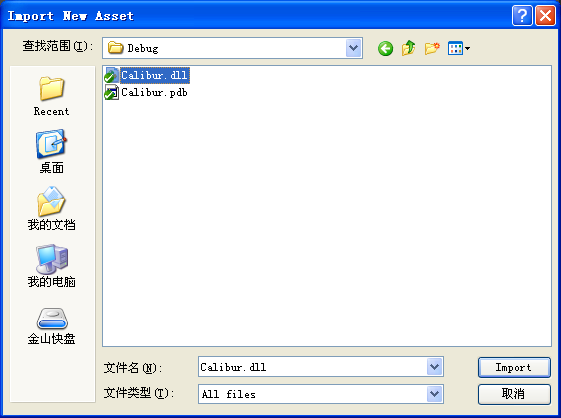 Import New Asset
查找范围(I):
Debug
Calibur.dll
Calibur.pdb
Recent
桌面
我的文档
我的电脑
金山快盘
文件名(N):
Calibur.dll
Import
文件类型(T):
All files
取消